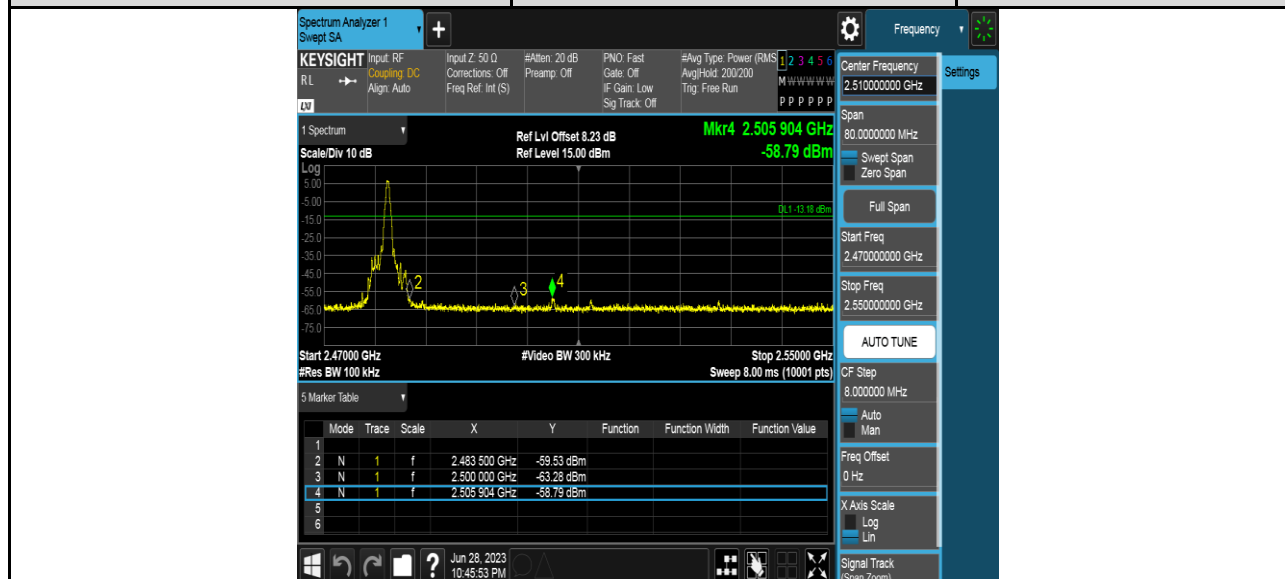 Spectrum Analyzer 1
Swept SA
+
Frequency
KEYSIGHT
RL
LXI
Input: RF
Coupling: DC
Align: Auto
Input Z: 50 Ω
Corrections: Off
Freq Ref: Int (S)
#Atten: 20 dB
Preamp: Off
PNO: Fast
Gate: Off
IF Gain: Low
Sig Track: Off
#Avg Type: Power (RMS
Avg|Hold: 200/200
Trig: Free Run
1 2 3 4 5 6
M W W W W W
P P P P P P
1 Spectrum
Scale/Div 10 dB
Ref Lvl Offset 8.23 dB
Ref Level 15.00 dBm
Mkr4 2.505 904 GHz
-58.79 dBm
Log
5.00
-5.00
-15.0
-25.0
-35.0
-45.0
-55.0
-65.0
-75.0
DL1 -13.18 dBm
2
3
4
Start 2.47000 GHz
#Video BW 300 kHz
Stop 2.55000 GHz
#Res BW 100 kHz
Sweep 8.00 ms (10001 pts)
5 Marker Table
Mode Trace Scale X Y Function Function Width Function Value
1
2 N 1 f 2.483 500 GHz -59.53 dBm
3 N 1 f 2.500 000 GHz -63.28 dBm
4 N 1 f 2.505 904 GHz -58.79 dBm
5
6
?
Jun 28, 2023
10:45:53 PM
Center Frequency
2.510000000 GHz
Settings
Span
80.0000000 MHz
Swept Span
Zero Span
Full Span
Start Freq
2.470000000 GHz
Stop Freq
2.550000000 GHz
AUTO TUNE
CF Step
8.000000 MHz
Auto
Man
Freq Offset
0 Hz
X Axis Scale
Log
Lin
Signal Track
(Span Zoom)